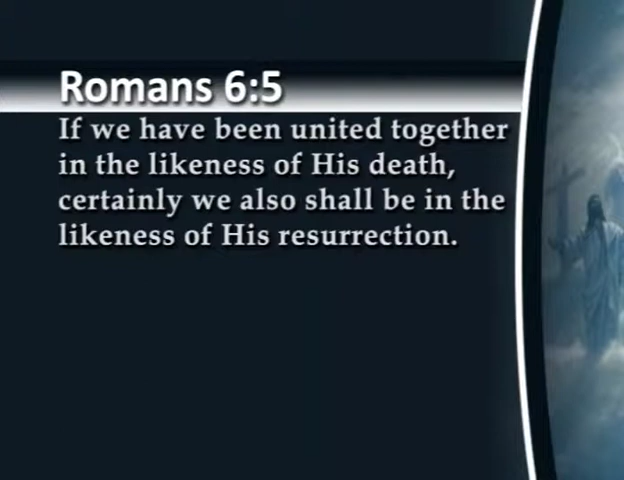 Romans 6:5
If we have been united together
in the likeness of His death,
certainly we also shall be in the
likeness of His resurrection.